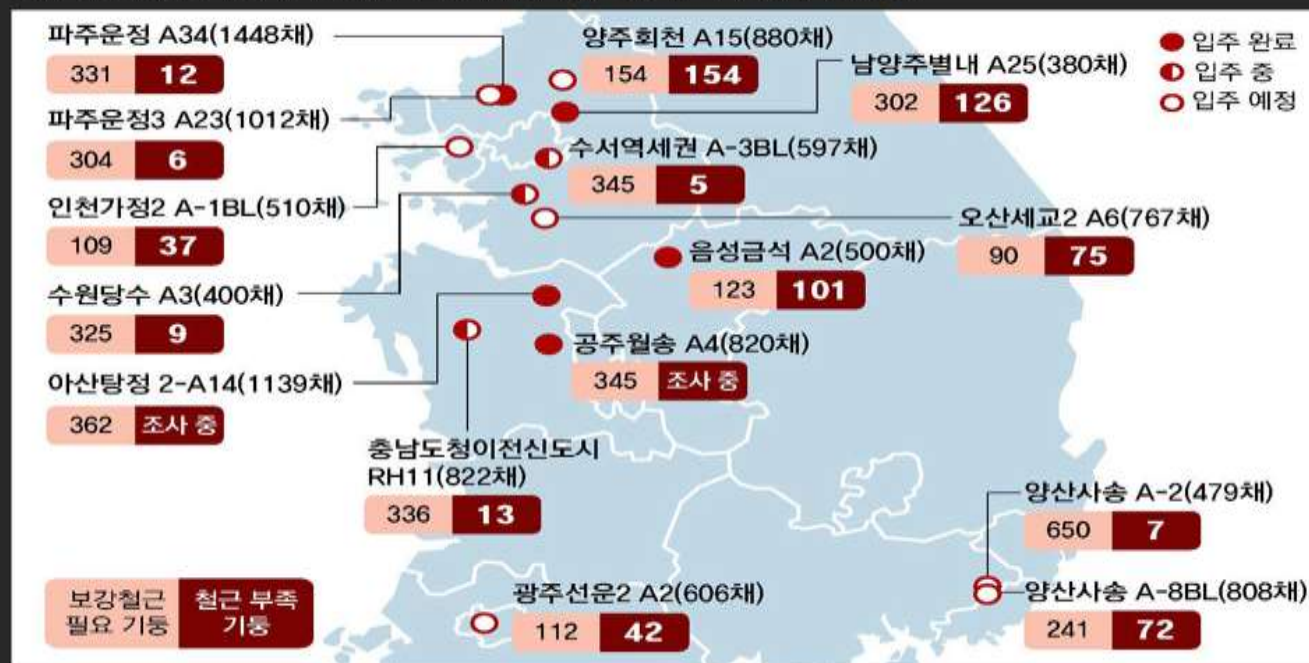 파주운정 A34(1448채)
331 12
파주운정3 A23(1012채)
304 6
인천가정2 A-1BL(510채)
109 37
수원당수 A3(400채)
325 9
아산탕정 2-A14(1139채)
362 조사 중
양주회천 A15(880채)
154 154
남양주별내 A25(380채)
302 126
입주 완료
입주 중
입주 예정
수서역세권 A-3BL(597채)
345 5
오산세교2 A6(767채)
90 75
음성금석 A2(500채)
123 101
공주월송 A4(820채)
345 조사 중
충남도청이전신도시
RH11(822채)
336 13
양산사송 A-2(479채)
650 7
양산사송 A-8BL(808채)
241 72
광주선운2 A2(606채)
112 42
보강철근 철근 부족
필요 기둥 기둥